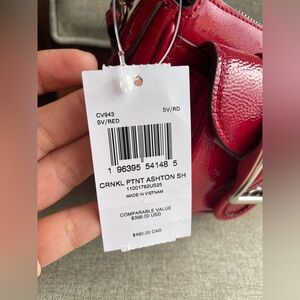 CV943 SV/RD
SV/RED
1 96395 54148 5
CRNKL PTNT ASHTON SH
11001762US25
MADE IN VIETNAM
COMPARABLE VALUE
$398.00 USD
$490.00 CAD